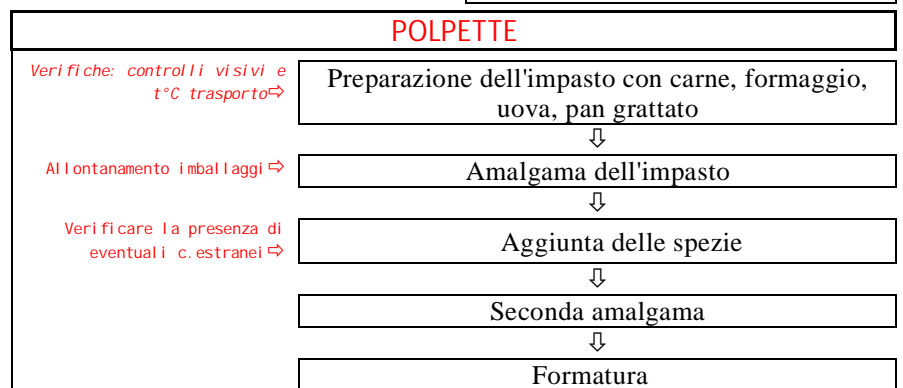 POLPETTE
Verifiche: controlli visivi e
t°C trasporto⇨
Preparazione dell'impasto con carne, formaggio,
uova, pan grattato
⇩
Allontanamento imballaggi⇨
Amalgama dell'impasto
⇩
Verificare la presenza di
eventuali c.estranei⇨
Aggiunta delle spezie
⇩
Seconda amalgama
⇩
Formatura